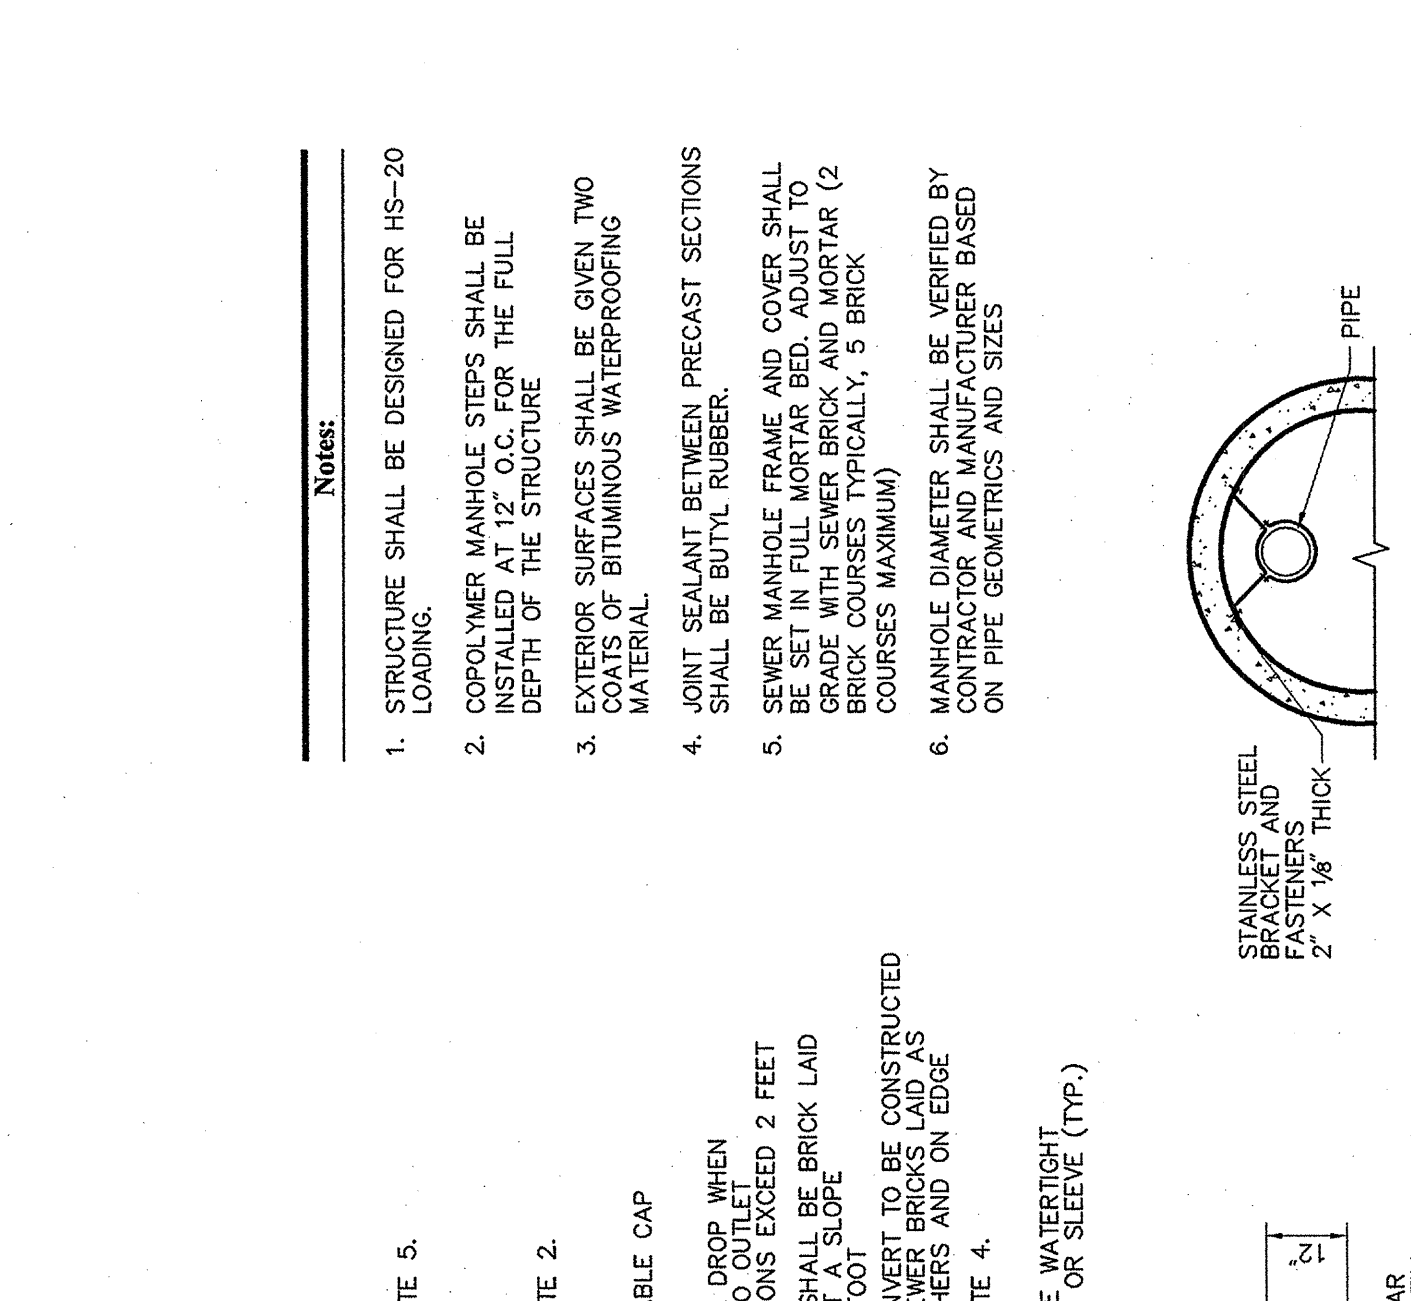 Notes:
1. STRUCTURE SHALL BE DESIGNED FOR HS-20
LOADING.
2. COPOLYMER MANHOLE STEPS SHALL BE
INSTALLED AT 12" O.C. FOR THE FULL
DEPTH OF THE STRUCTURE
3. EXTERIOR SURFACES SHALL BE GIVEN TWO
COATS OF BITUMINOUS WATERPROOFING
MATERIAL.
4. JOINT SEALANT BETWEEN PRECAST SECTIONS
SHALL BE BUTYL RUBBER.
5. SEWER MANHOLE FRAME AND COVER SHALL
BE SET IN FULL MORTAR BED. ADJUST TO
GRADE WITH SEWER BRICK AND MORTAR (2
BRICK COURSES TYPICALLY, 5 BRICK
COURSES MAXIMUM)
6. MANHOLE DIAMETER SHALL BE VERIFIED BY
CONTRACTOR AND MANUFACTURER BASED
ON PIPE GEOMETRICS AND SIZES
TE 5.
TE 2.
ABLE CAP
DROP WHEN
O OUTLET
ONS EXCEED 2 FEET
SHALL BE BRICK LAID
T A SLOPE
FOOT
NVERT TO BE CONSTRUCTED
EWER BRICKS LAID AS
HERS AND ON EDGE
TE 4.
E WATERTIGHT
OR SLEEVE (TYP.)
STAINLESS STEEL
BRACKET AND
FASTENERS
2" X 1/8" THICK
PIPE
12"
AR